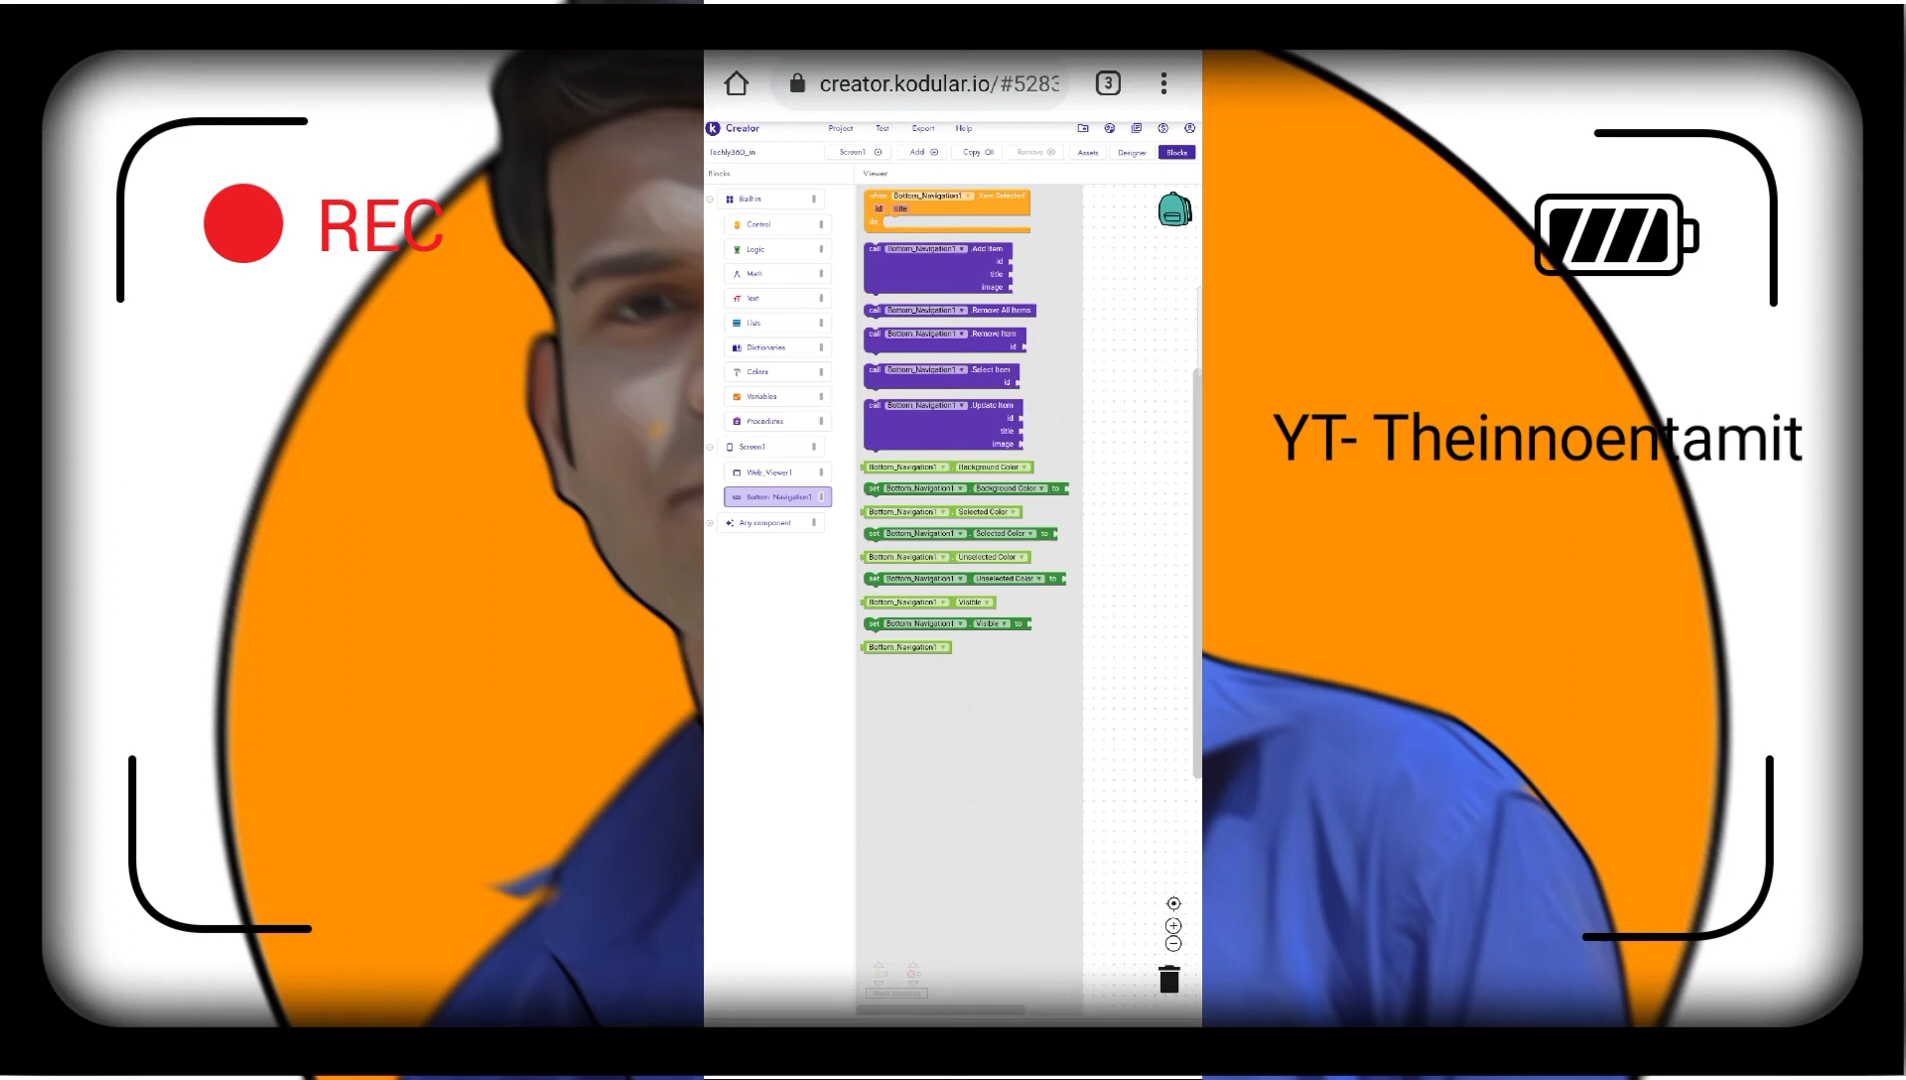 creator.kodular.io/#5283
3
k Creator
Project
Test
Export
Help
Techly360_in
Screen1
Add
Copy
Remove
Assets
Designer
Blocks
Blocks
Viewer
REC
Built-in
Control
Logic
Math
Text
Lists
Dictionaries
Colors
Variables
Procedures
Screen1
Web_Viewer1
Bottom_Navigation1
Any component
when Bottom_Navigation1 .Item Selected
id title
do
call Bottom_Navigation1 .Add Item
id
title
image
call Bottom_Navigation1 .Remove All Items
call Bottom_Navigation1 .Remove Item
id
call Bottom_Navigation1 .Select Item
id
call Bottom_Navigation1 .Update Item
id
title
image
Bottom_Navigation1 . Background Color
set Bottom_Navigation1 . Background Color to
Bottom_Navigation1 . Selected Color
set Bottom_Navigation1 . Selected Color to
Bottom_Navigation1 . Unselected Color
set Bottom_Navigation1 . Unselected Color to
Bottom_Navigation1 . Visible
set Bottom_Navigation1 . Visible to
Bottom_Navigation1
YT- Theinnoentamit